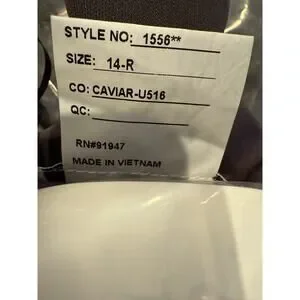 STYLE NO: 1556**
SIZE: 14-R
CO: CAVIAR-U516
QC:
RN#91947
MADE IN VIETNAM